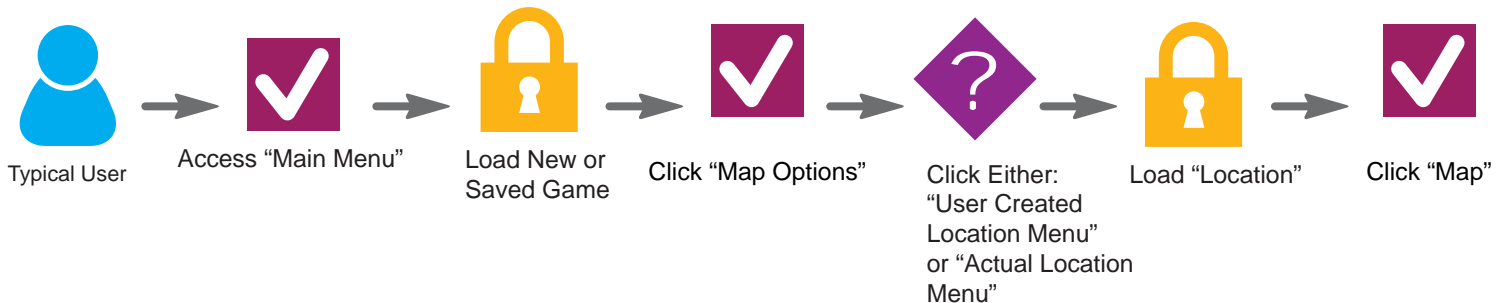 ?
Typical User
Access “Main Menu”
Load New or
Saved Game
Click “Map Options”
Click Either:
“User Created
Location Menu”
or “Actual Location
Menu”
Load “Location”
Click “Map”